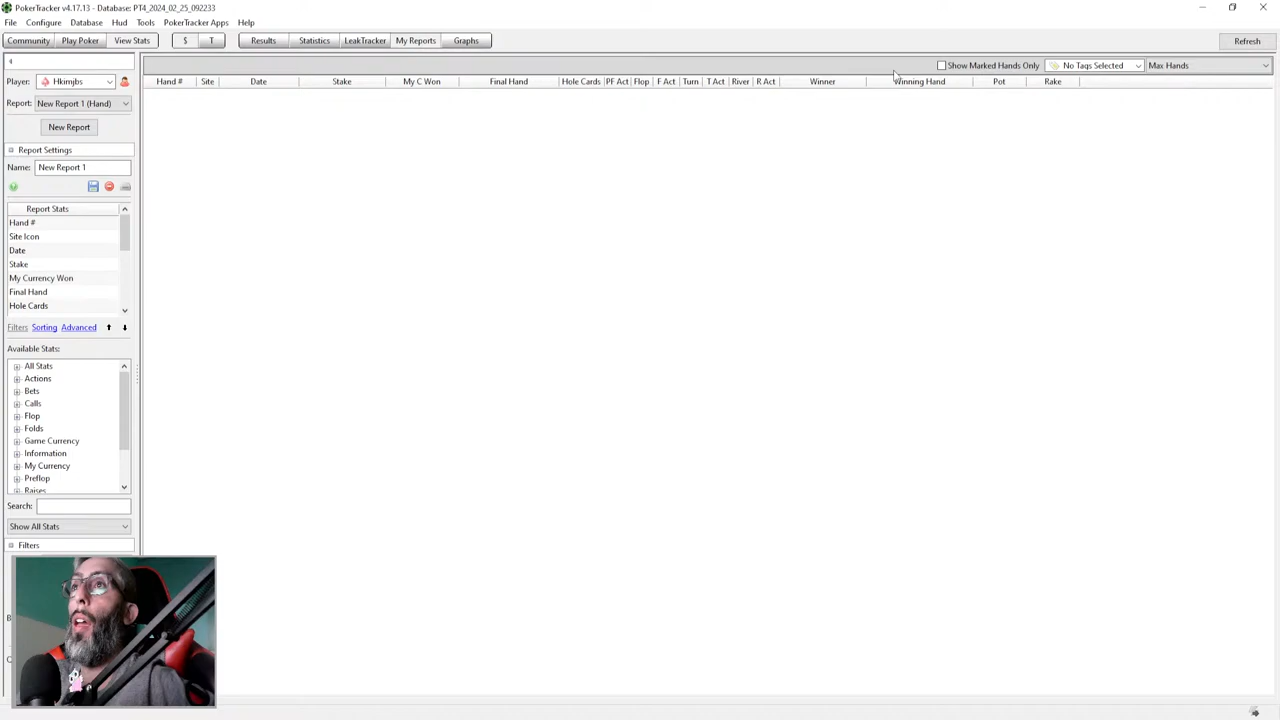 PokerTracker v4.17.13 - Database: PT4_2024_02_25_092233
File Configure Database Hud Tools PokerTracker Apps Help
Community Play Poker View Stats $ T Results Statistics LeakTracker My Reports Graphs Refresh
Show Marked Hands Only No Tags Selected Max Hands
Player: Hkimjbs
Hand # Site Date Stake My C Won Final Hand Hole Cards PF Act Flop F Act Turn T Act River R Act Winner Winning Hand Pot Rake
Report: New Report 1 (Hand)
New Report
Report Settings
Name: New Report 1
Report Stats
Hand #
Site Icon
Date
Stake
My Currency Won
Final Hand
Hole Cards
Filters Sorting Advanced
Available Stats:
All Stats
Actions
Bets
Calls
Flop
Folds
Game Currency
Information
My Currency
Preflop
Raises
Search:
Show All Stats
Filters